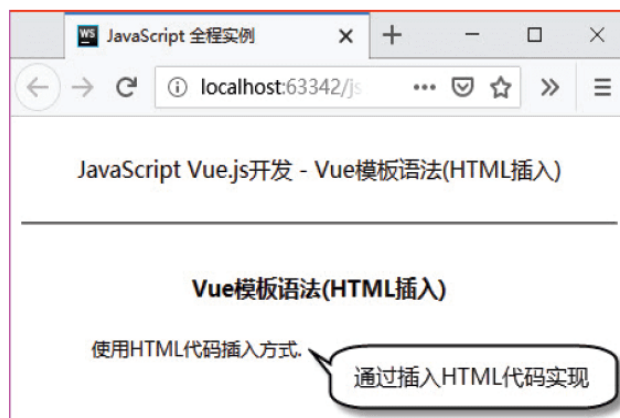 JavaScript 全程实例
localhost:63342/js
JavaScript Vue.js开发 - Vue模板语法(HTML插入)
Vue模板语法(HTML插入)
使用HTML代码插入方式.
通过插入HTML代码实现